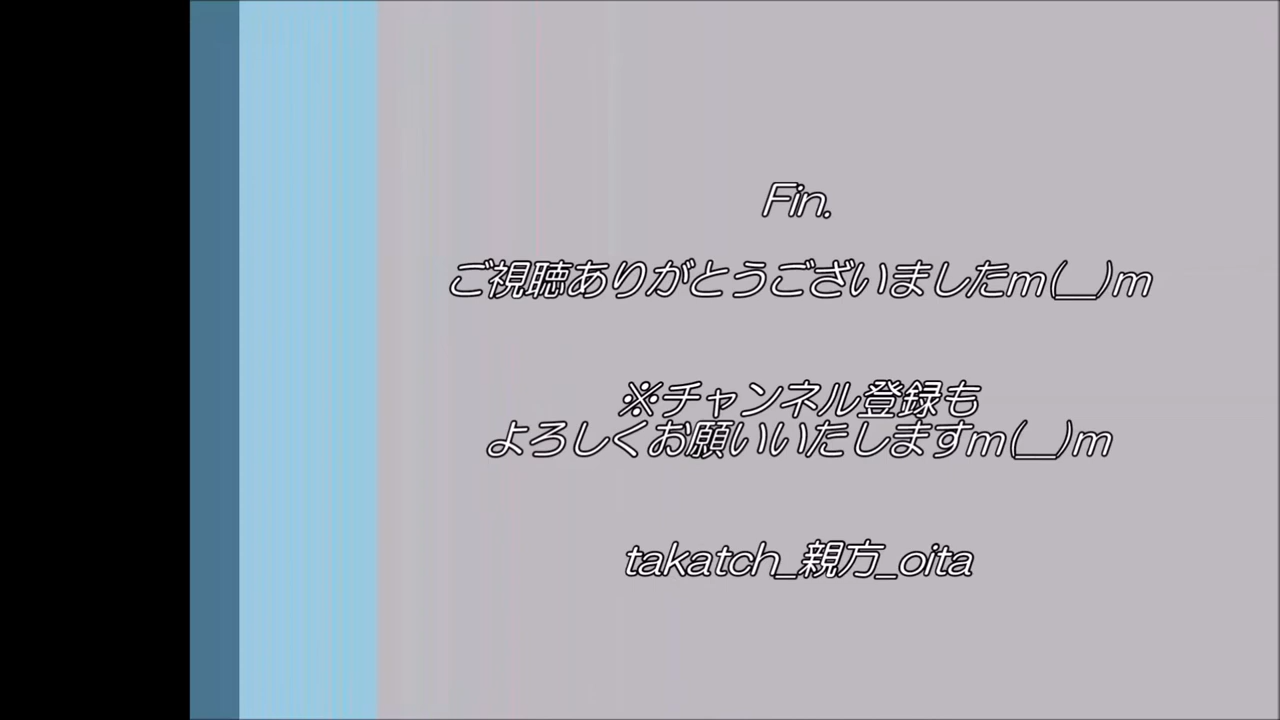 Fin.
ご視聴ありがとうございましたm(__)m
※チャンネル登録も
よろしくお願いいたしますm(__)m
takatch_親方_oita